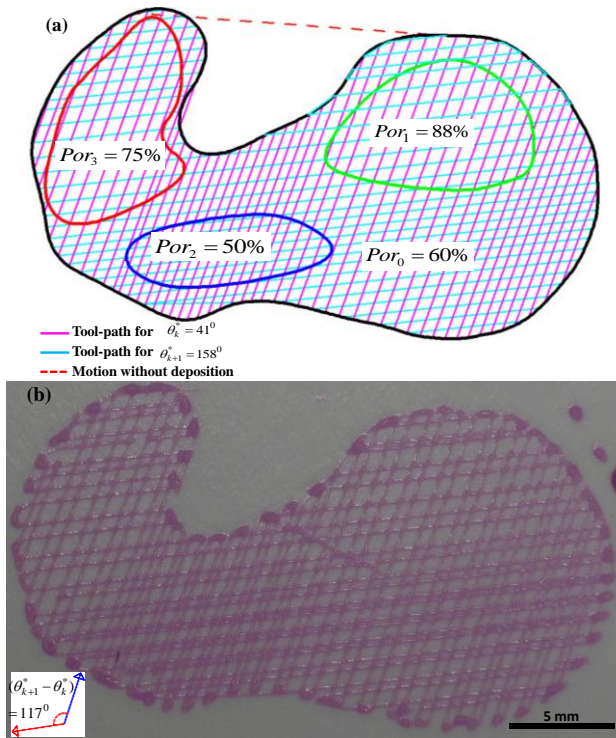 (a)
Por₁ = 88%
Por₃ = 75%
Por₂ = 50%
Por₀ = 60%
Tool-path for θ*ₖ = 41⁰
Tool-path for θ*ₖ₊₁ = 158⁰
Motion without deposition
(b)
(θ*ₖ₊₁ − θ*ₖ)
= 117⁰
5 mm